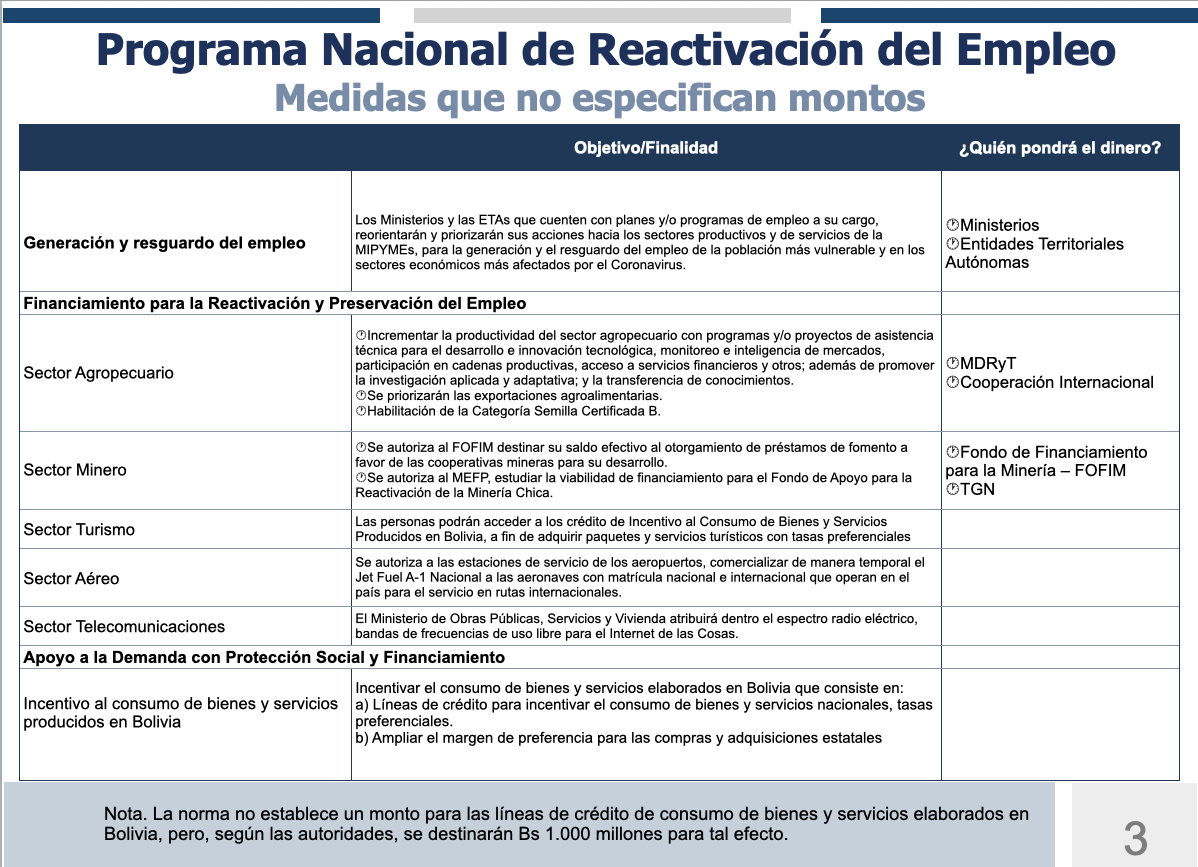 Programa Nacional de Reactivación del Empleo
Medidas que no especifican montos
Objetivo/Finalidad
¿Quién pondrá el dinero?
Generación y resguardo del empleo
Los Ministerios y las ETAs que cuenten con planes y/o programas de empleo a su cargo,
reorientarán y priorizarán sus acciones hacia los sectores productivos y de servicios de la
MIPYMEs, para la generación y el resguardo del empleo de la población más vulnerable y en los
sectores económicos más afectados por el Coronavirus.
Ministerios
Entidades Territoriales
Autónomas
Financiamiento para la Reactivación y Preservación del Empleo
Sector Agropecuario
Incrementar la productividad del sector agropecuario con programas y/o proyectos de asistencia
técnica para el desarrollo e innovación tecnológica, monitoreo e inteligencia de mercados,
participación en cadenas productivas, acceso a servicios financieros y otros; además de promover
la investigación aplicada y adaptativa; y la transferencia de conocimientos.
Se priorizarán las exportaciones agroalimentarias.
Habilitación de la Categoría Semilla Certificada B.
MDRyT
Cooperación Internacional
Sector Minero
Se autoriza al FOFIM destinar su saldo efectivo al otorgamiento de préstamos de fomento a
favor de las cooperativas mineras para su desarrollo.
Se autoriza al MEFP, estudiar la viabilidad de financiamiento para el Fondo de Apoyo para la
Reactivación de la Minería Chica.
Fondo de Financiamiento
para la Minería – FOFIM
TGN
Sector Turismo
Las personas podrán acceder a los crédito de Incentivo al Consumo de Bienes y Servicios
Producidos en Bolivia, a fin de adquirir paquetes y servicios turísticos con tasas preferenciales
Sector Aéreo
Se autoriza a las estaciones de servicio de los aeropuertos, comercializar de manera temporal el
Jet Fuel A-1 Nacional a las aeronaves con matrícula nacional e internacional que operan en el
país para el servicio en rutas internacionales.
Sector Telecomunicaciones
El Ministerio de Obras Públicas, Servicios y Vivienda atribuirá dentro el espectro radio eléctrico,
bandas de frecuencias de uso libre para el Internet de las Cosas.
Apoyo a la Demanda con Protección Social y Financiamiento
Incentivo al consumo de bienes y servicios
producidos en Bolivia
Incentivar el consumo de bienes y servicios elaborados en Bolivia que consiste en:
a) Líneas de crédito para incentivar el consumo de bienes y servicios nacionales, tasas
preferenciales.
b) Ampliar el margen de preferencia para las compras y adquisiciones estatales
Nota. La norma no establece un monto para las líneas de crédito de consumo de bienes y servicios elaborados en
Bolivia, pero, según las autoridades, se destinarán Bs 1.000 millones para tal efecto.
3